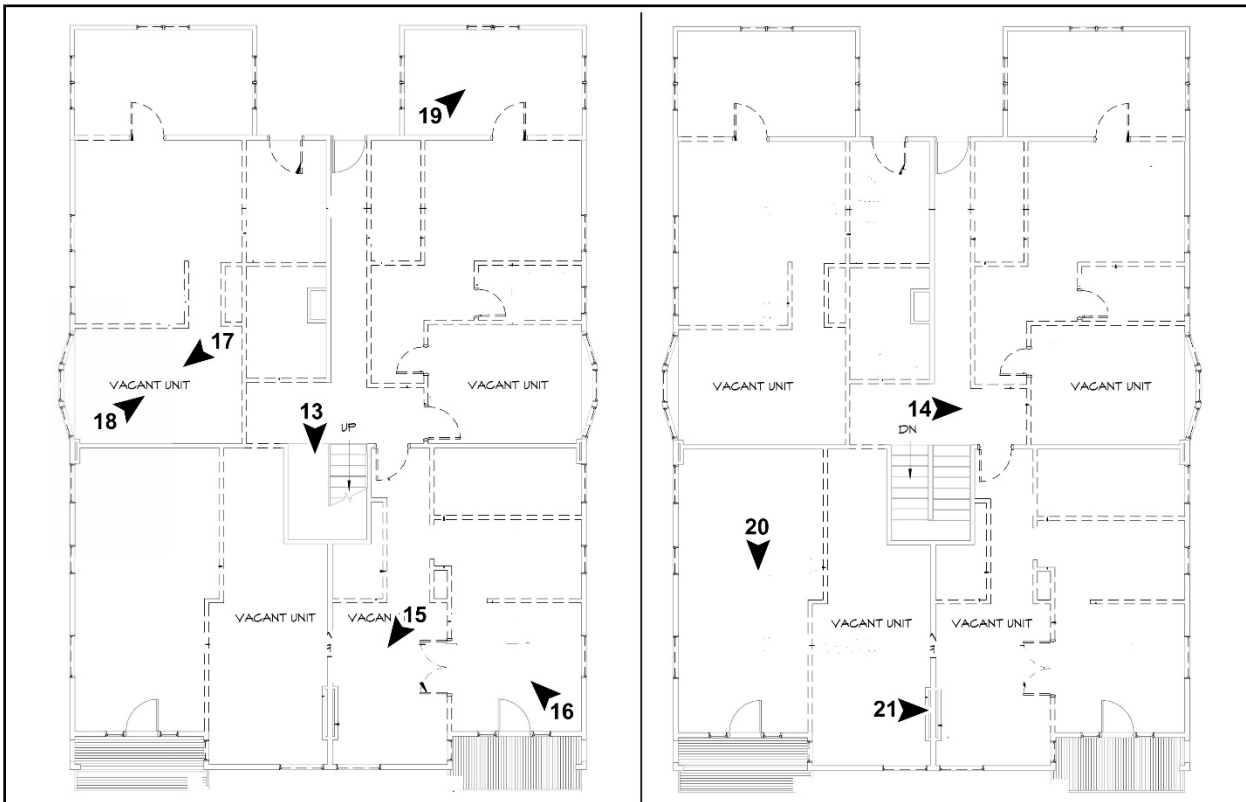 19
17
VACANT UNIT
VACANT UNIT
18
13
UP
15
VACANT UNIT
VACAN
16
14
VACANT UNIT
VACANT UNIT
DN
20
VACANT UNIT
VACANT UNIT
21